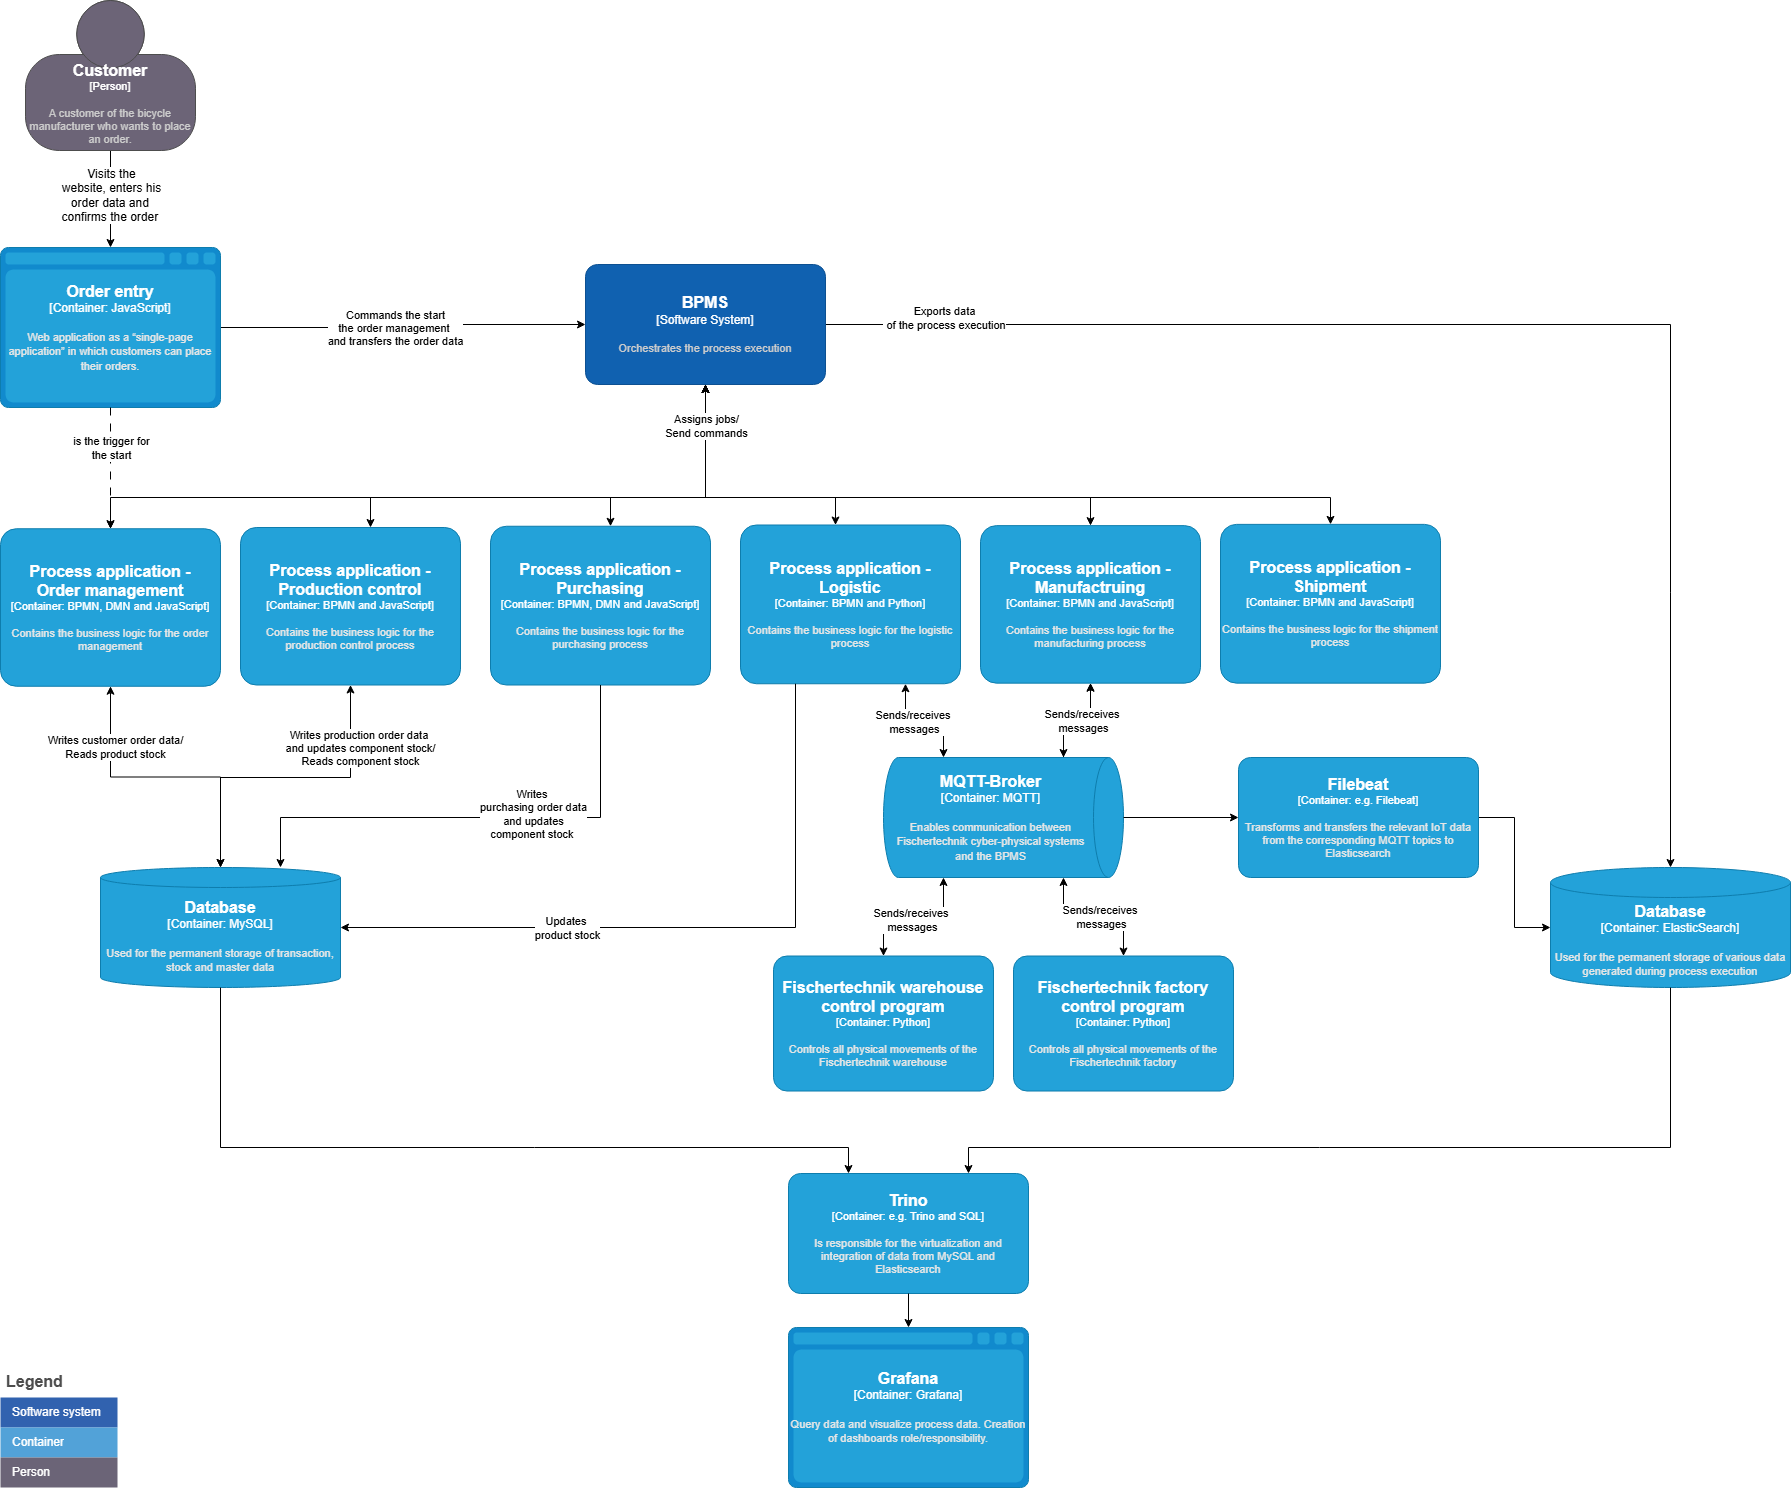 Customer
[Person]
A customer of the bicycle
manufacturer who wants to place
an order.
Visits the
website, enters his
order data and
confirms the order
Order entry
[Container: JavaScript]
Web application as a "single-page
application" in which customers can place
their orders.
Commands the start
the order management
and transfers the order data
BPMS
[Software System]
Orchestrates the process execution
Exports data
of the process execution
is the trigger for
the start
Assigns jobs/
Send commands
Process application -
Order management
[Container: BPMN, DMN and JavaScript]
Contains the business logic for the order
management
Process application -
Production control
[Container: BPMN and JavaScript]
Contains the business logic for the
production control process
Process application -
Purchasing
[Container: BPMN, DMN and JavaScript]
Contains the business logic for the
purchasing process
Process application -
Logistic
[Container: BPMN and Python]
Contains the business logic for the logistic
process
Process application -
Manufactruing
[Container: BPMN and JavaScript]
Contains the business logic for the
manufacturing process
Process application -
Shipment
[Container: BPMN and JavaScript]
Contains the business logic for the shipment
process
Writes customer order data/
Reads product stock
Writes production order data
and updates component stock/
Reads component stock
Writes
purchasing order data
and updates
component stock
Sends/receives
messages
Sends/receives
messages
MQTT-Broker
[Container: MQTT]
Enables communication between
Fischertechnik cyber-physical systems
and the BPMS
Filebeat
[Container: e.g. Filebeat]
Transforms and transfers the relevant IoT data
from the corresponding MQTT topics to
Elasticsearch
Database
[Container: MySQL]
Used for the permanent storage of transaction,
stock and master data
Updates
product stock
Sends/receives
messages
Sends/receives
messages
Database
[Container: ElasticSearch]
Used for the permanent storage of various data
generated during process execution
Fischertechnik warehouse
control program
[Container: Python]
Controls all physical movements of the
Fischertechnik warehouse
Fischertechnik factory
control program
[Container: Python]
Controls all physical movements of the
Fischertechnik factory
Trino
[Container: e.g. Trino and SQL]
Is responsible for the virtualization and
integration of data from MySQL and
Elasticsearch
Grafana
[Container: Grafana]
Query data and visualize process data. Creation
of dashboards role/responsibility.
Legend
Software system
Container
Person